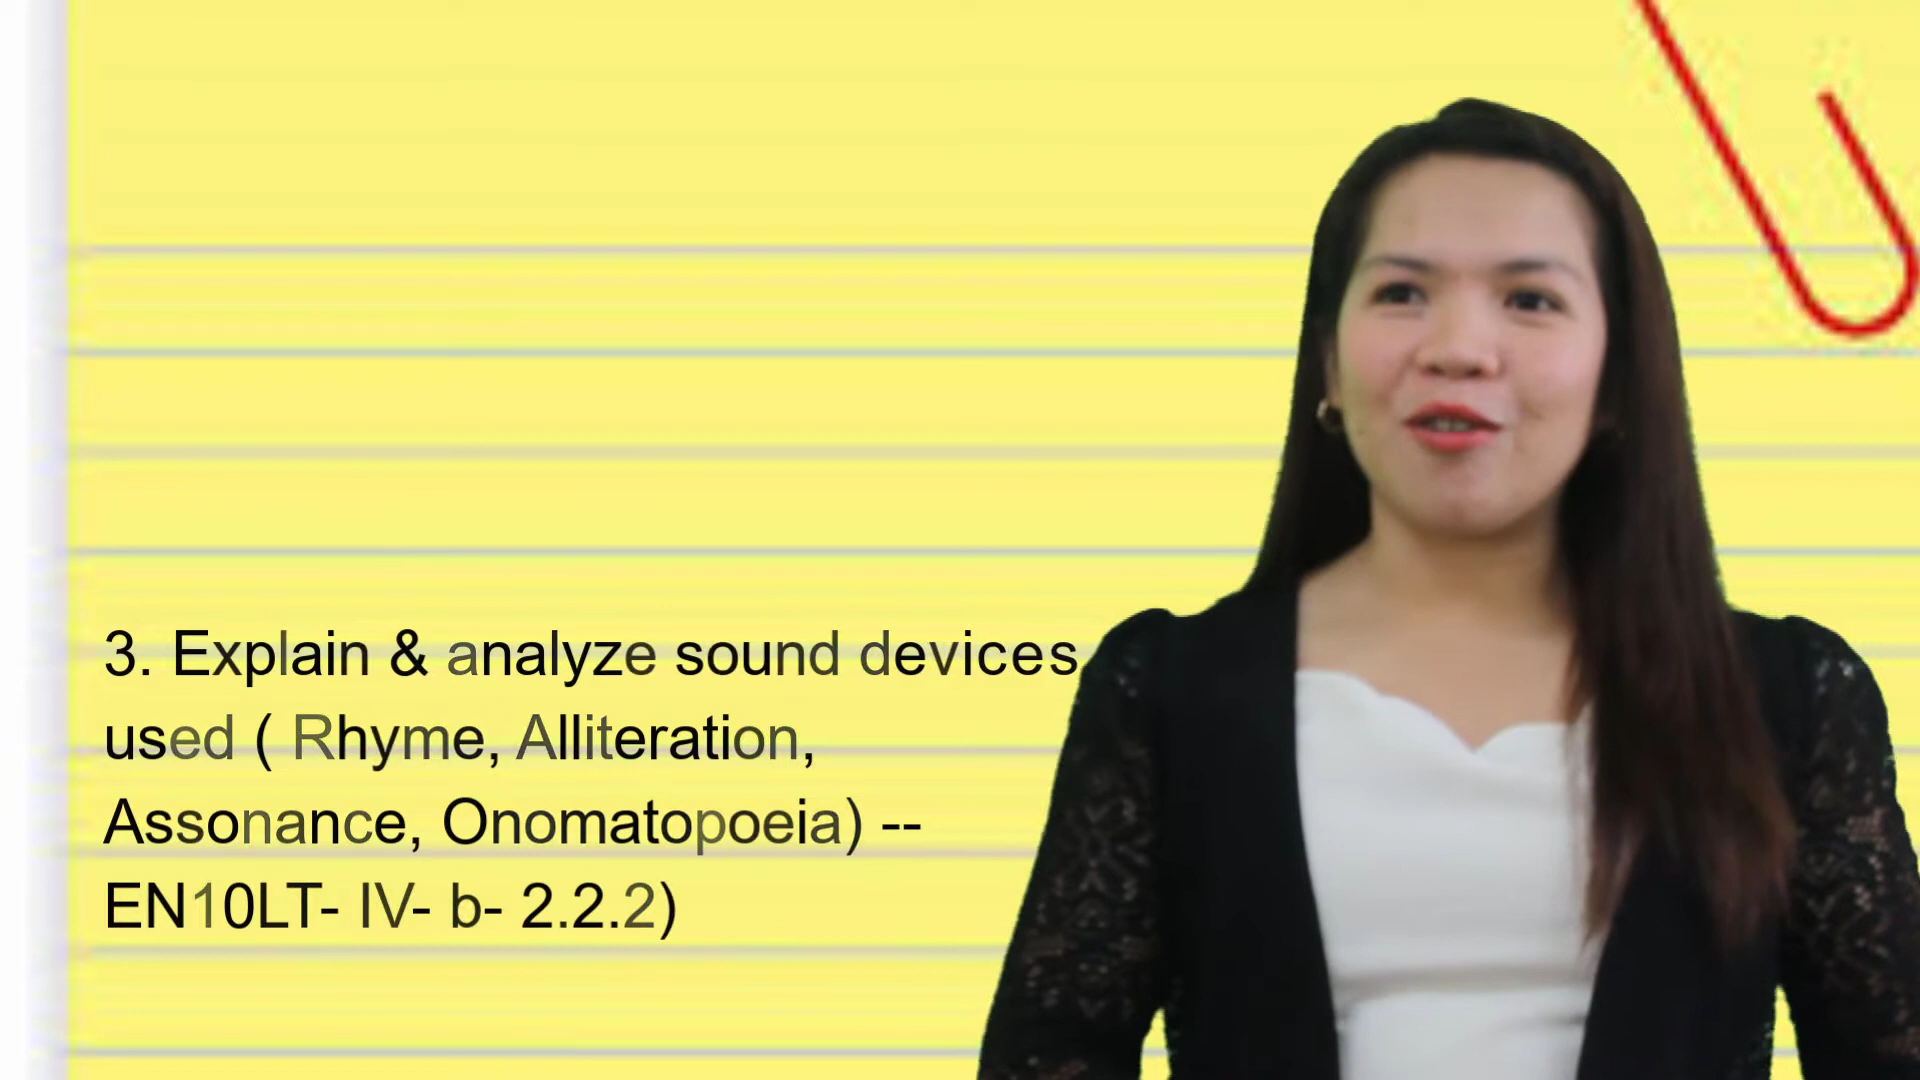 3. Explain & analyze sound devices
used ( Rhyme, Alliteration,
Assonance, Onomatopoeia) --
EN10LT- IV- b- 2.2.2)